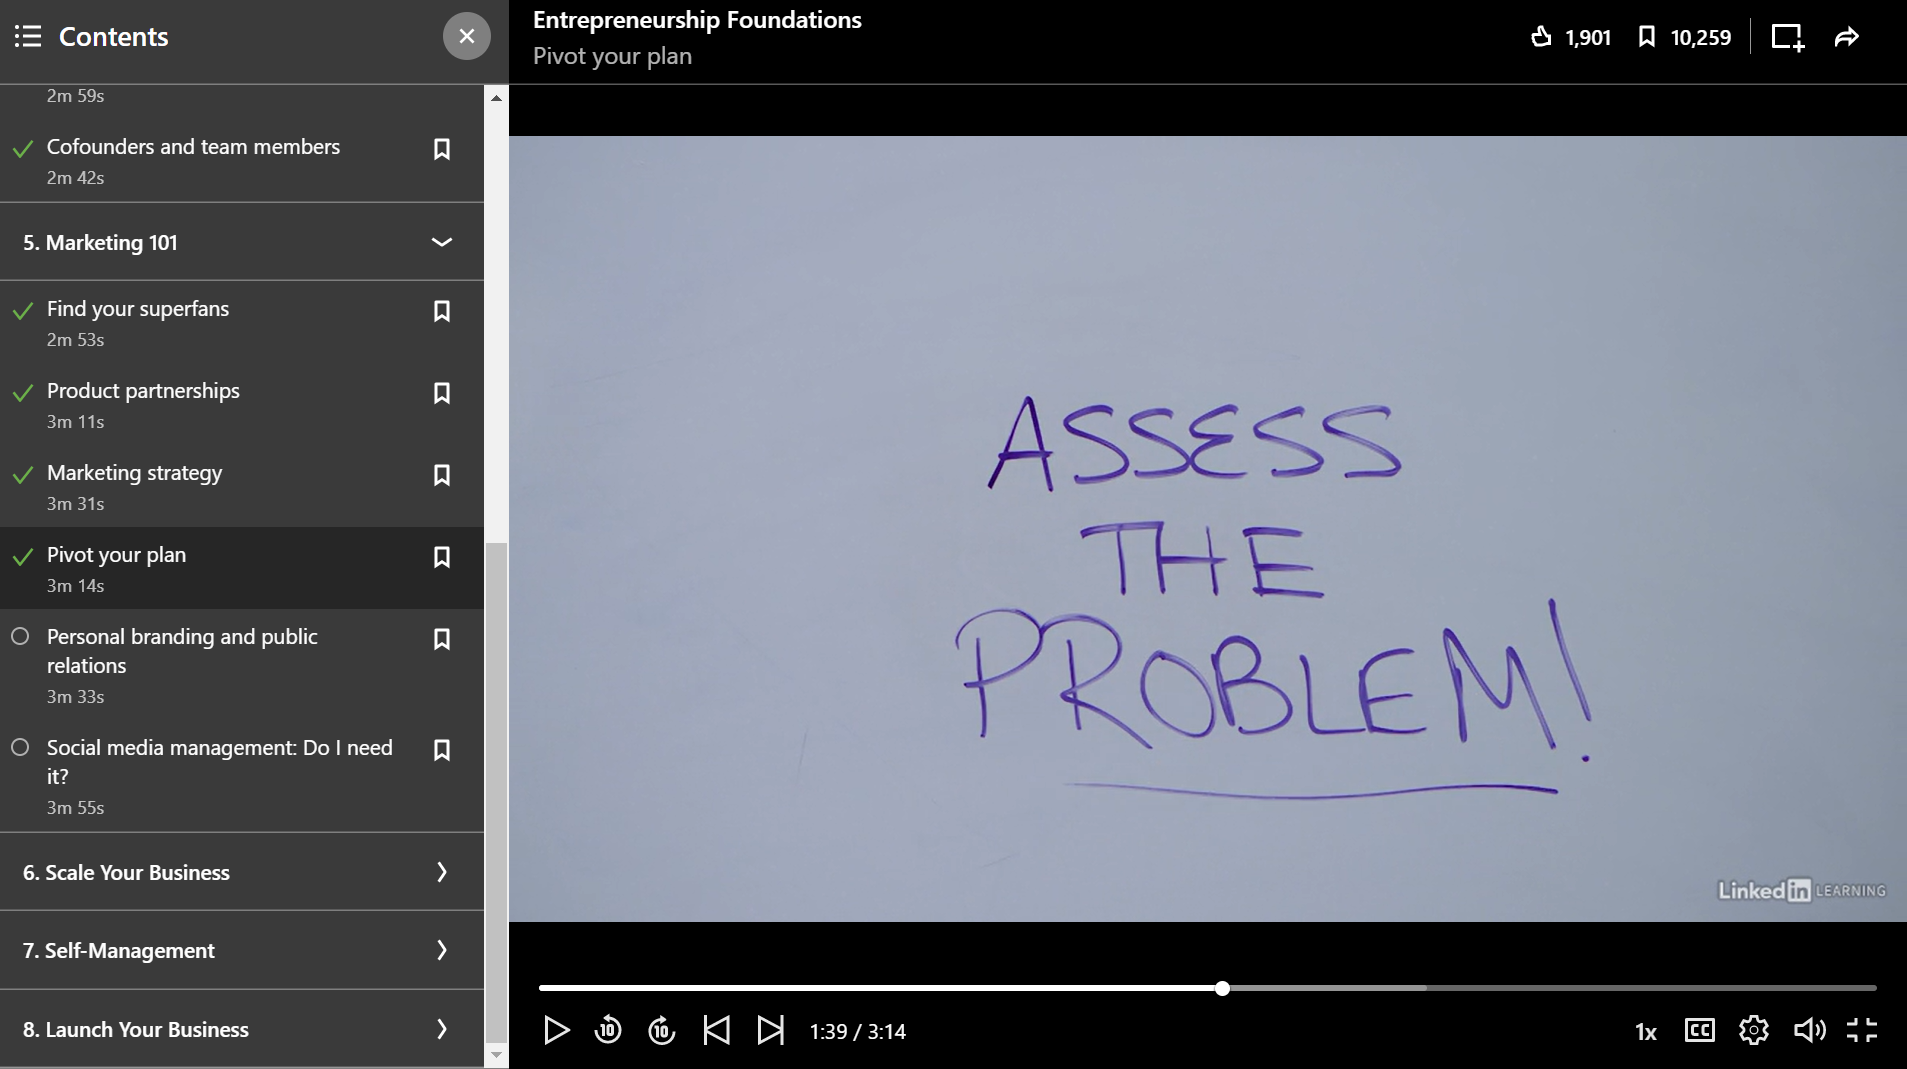 Contents
2m 59s
Cofounders and team members
2m 42s
5. Marketing 101
Find your superfans
2m 53s
Product partnerships
3m 11s
Marketing strategy
3m 31s
Pivot your plan
3m 14s
Personal branding and public
relations
3m 33s
Social media management: Do I need
it?
3m 55s
6. Scale Your Business
7. Self-Management
8. Launch Your Business
Entrepreneurship Foundations
Pivot your plan
1,901
10,259
ASSESS
THE
PROBLEM!
Linked in LEARNING
10
10
1:39 / 3:14
1x
CC